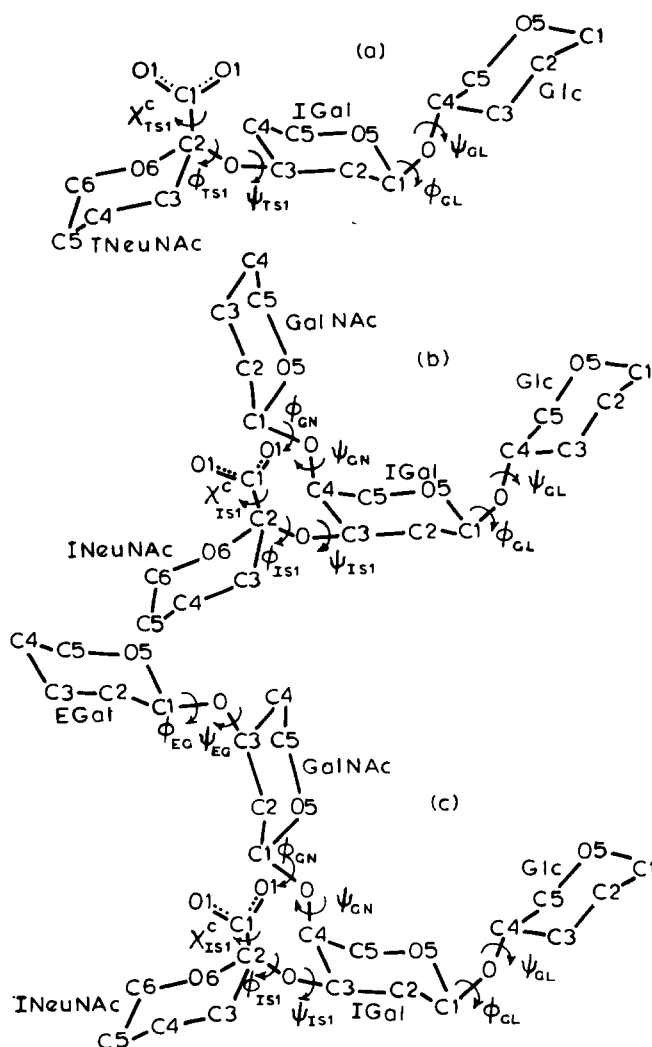 (a)
O5
C1
C2
C5
C4
C3
Glc
O1
O1
C1
χ^C_TS1
IGal
C4
C5
O5
ψ_GL
O
C2
O6
O
C3
C2
C1
O
φ_TS1
ψ_TS1
φ_GL
C6
C3
C4
C5
TNeuNAc
C4
C3
C5
GalNAc
(b)
C2
O5
Glc
O5
C1
C2
C5
C1
φ_GN
O
ψ_GN
C4
C3
O1
O1
C1
IGal
χ^C_IS1
C4
C5
O5
O
ψ_GL
C2
O
C3
C2
C1
φ_GL
INeuNAc
O6
φ_IS1
ψ_IS1
C6
C3
C4
C5
C4
C5
O5
C3
C2
C1
O
C4
EGal
φ_EG
ψ_EG
C3
C5
GalNAc
(c)
C2
O5
C1
φ_GN
Glc
O5
C1
C5
C2
O1
O1
O
ψ_GN
C4
C3
C1
χ^C_IS1
C4
C5
O5
C2
O
ψ_GL
C6
O6
O
C3
C2
C1
INeuNAc
φ_IS1
IGal
φ_GL
ψ_IS1
C5
C4
C3